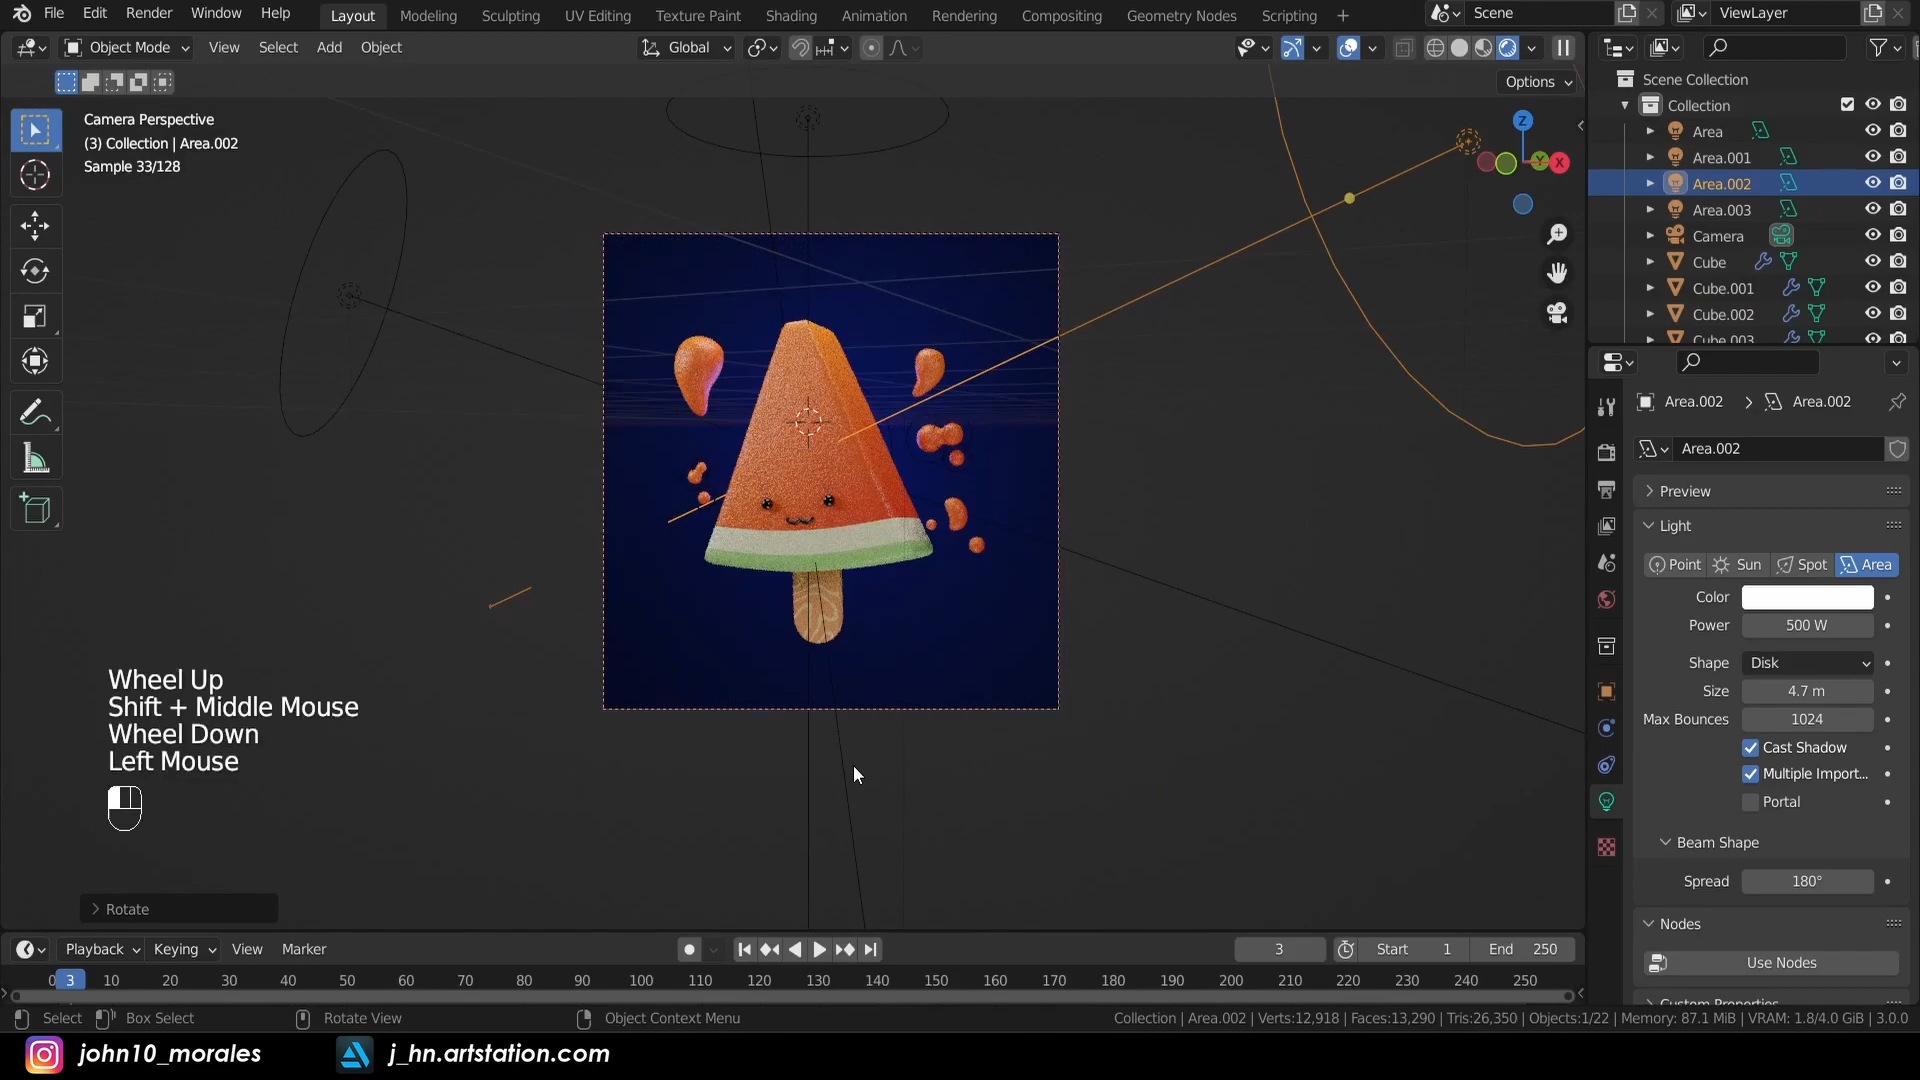 File Edit Render Window Help Layout Modeling Sculpting UV Editing Texture Paint Shading Animation Rendering Compositing Geometry Nodes Scripting + Scene ViewLayer
Object Mode View Select Add Object Global
Options
Camera Perspective
(3) Collection | Area.002
Sample 33/128
Z
Y
X
Scene Collection
Collection
Area
Area.001
Area.002
Area.003
Camera
Cube
Cube.001
Cube.002
Cube.003
Area.002 > Area.002
Area.002
Preview
Light
Point Sun Spot Area
Color
Power 500 W
Shape Disk
Size 4.7 m
Max Bounces 1024
Cast Shadow
Multiple Import...
Portal
Beam Shape
Spread 180°
Nodes
Use Nodes
Custom Properties
Wheel Up
Shift + Middle Mouse
Wheel Down
Left Mouse
Rotate
Playback Keying View Marker 3 Start 1 End 250
0 3 10 20 30 40 50 60 70 80 90 100 110 120 130 140 150 160 170 180 190 200 210 220 230 240 250
Select Box Select Rotate View Object Context Menu Collection | Area.002 | Verts:12,918 | Faces:13,290 | Tris:26,350 | Objects:1/22 | Memory: 87.1 MiB | VRAM: 1.8/4.0 GiB | 3.0.0
john10_morales j_hn.artstation.com